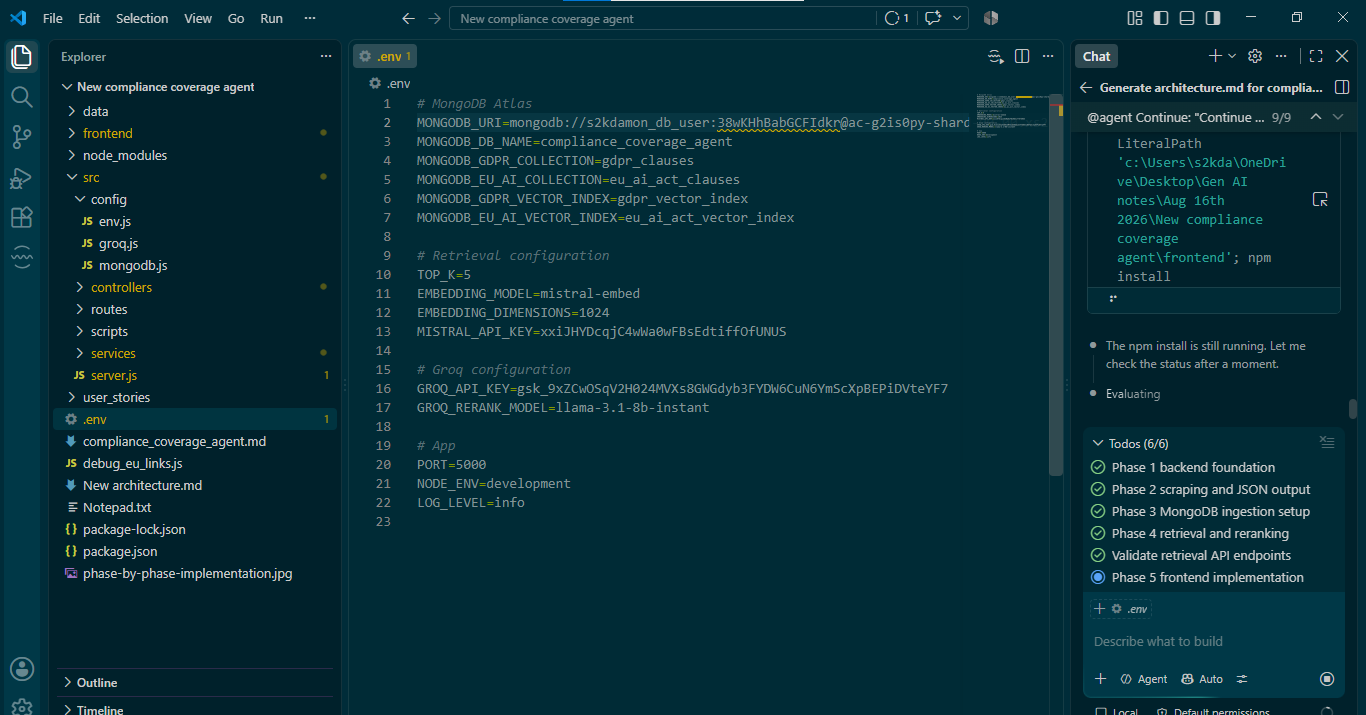 File Edit Selection View Go Run ···
New compliance coverage agent
1
Explorer
New compliance coverage agent
data
frontend
node_modules
src
config
JS env.js
JS groq.js
JS mongodb.js
controllers
routes
scripts
services
JS server.js 1
user_stories
.env 1
compliance_coverage_agent.md
JS debug_eu_links.js
New architecture.md
Notepad.txt
{} package-lock.json
{} package.json
phase-by-phase-implementation.jpg
Outline
Timeline
.env 1
.env
1 # MongoDB Atlas
2 MONGODB_URI=mongodb://s2kdamon_db_user:38wKHhBabGCFIdkr@ac-g2is0py-shard
3 MONGODB_DB_NAME=compliance_coverage_agent
4 MONGODB_GDPR_COLLECTION=gdpr_clauses
5 MONGODB_EU_AI_COLLECTION=eu_ai_act_clauses
6 MONGODB_GDPR_VECTOR_INDEX=gdpr_vector_index
7 MONGODB_EU_AI_VECTOR_INDEX=eu_ai_act_vector_index
8
9 # Retrieval configuration
10 TOP_K=5
11 EMBEDDING_MODEL=mistral-embed
12 EMBEDDING_DIMENSIONS=1024
13 MISTRAL_API_KEY=xxiJHYDcqjC4wWa0wFBsEdtiffOfUNUS
14
15 # Groq configuration
16 GROQ_API_KEY=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
17 GROQ_RERANK_MODEL=llama-3.1-8b-instant
18
19 # App
20 PORT=5000
21 NODE_ENV=development
22 LOG_LEVEL=info
23
Chat
Generate architecture.md for complia...
@agent Continue: "Continue ... 9/9
LiteralPath
'c:\Users\s2kda\OneDri
ve\Desktop\Gen AI
notes\Aug 16th
2026\New compliance
coverage
agent\frontend'; npm
install
The npm install is still running. Let me
check the status after a moment.
Evaluating
Todos (6/6)
Phase 1 backend foundation
Phase 2 scraping and JSON output
Phase 3 MongoDB ingestion setup
Phase 4 retrieval and reranking
Validate retrieval API endpoints
Phase 5 frontend implementation
.env
Describe what to build
Agent Auto
Local Default permissions